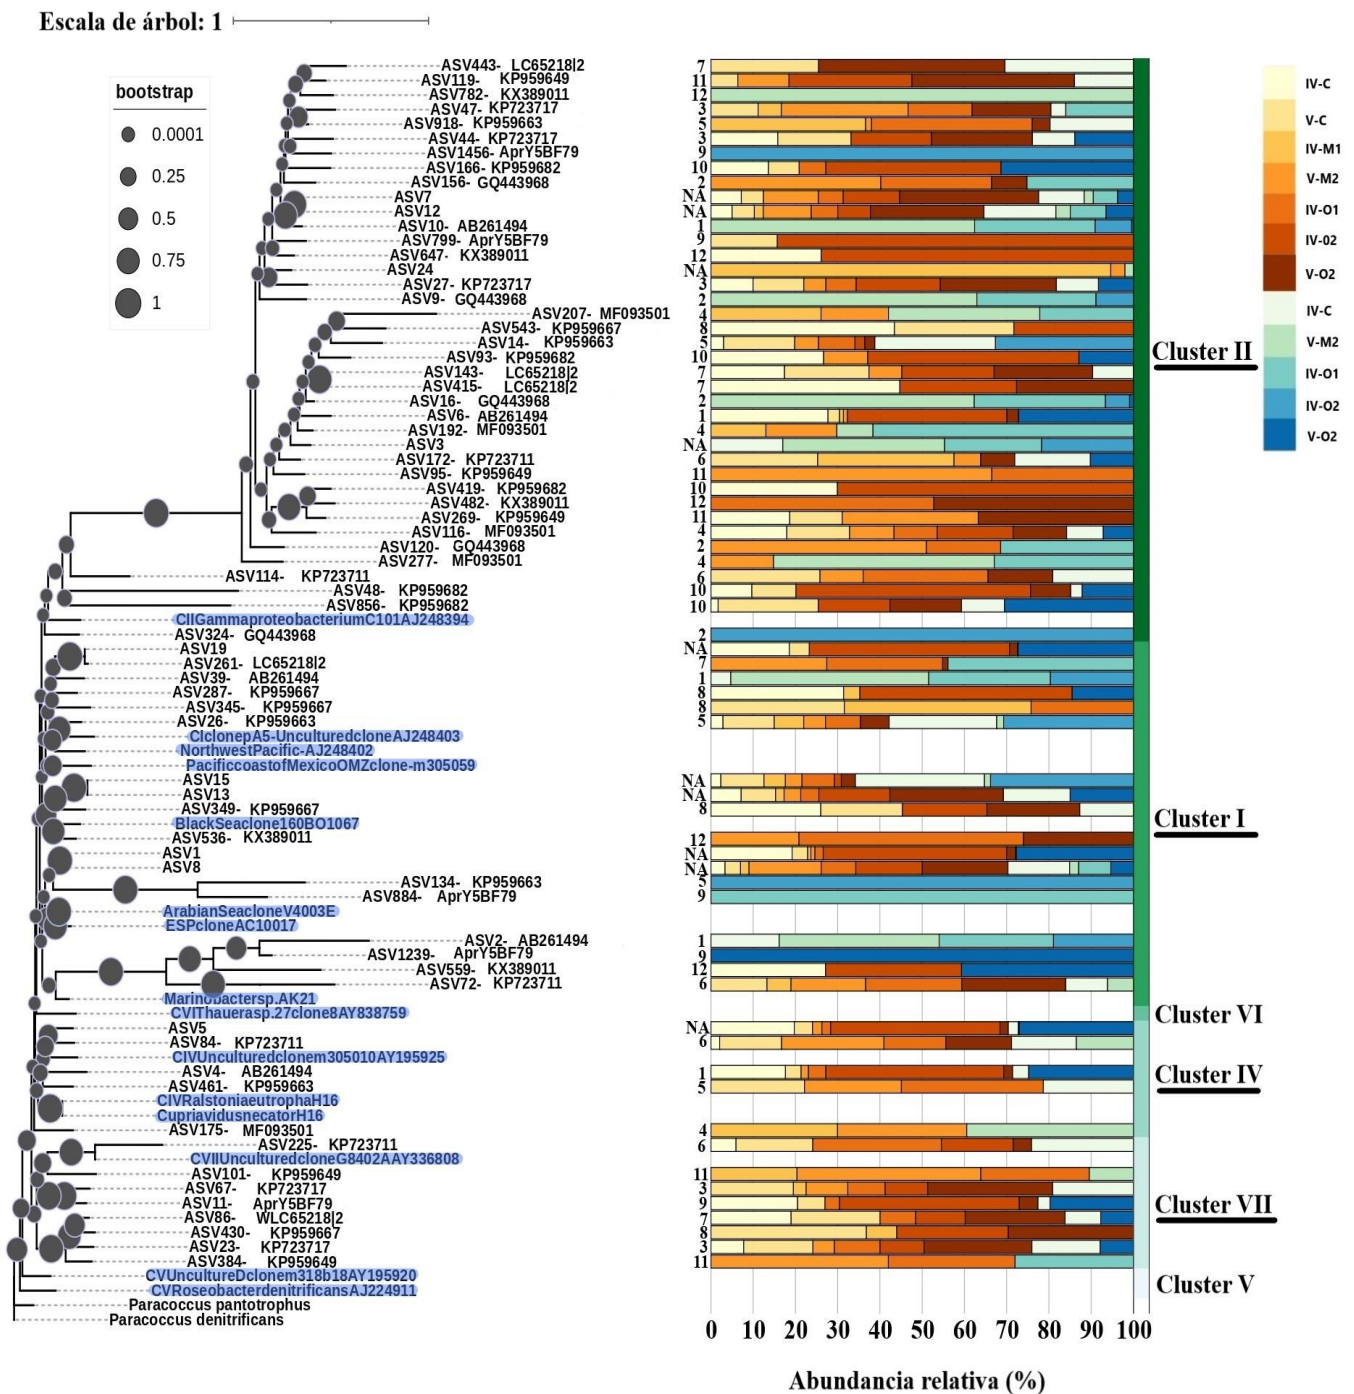 Escala de árbol: 1
bootstrap
0.0001
0.25
0.5
0.75
1
ASV443- LC65218|2
ASV119- KP959649
ASV782- KX389011
ASV47- KP723717
ASV918- KP959663
ASV44- KP723717
ASV1456- AprY5BF79
ASV166- KP959682
ASV156- GQ443968
ASV7
ASV12
ASV10- AB261494
ASV799- AprY5BF79
ASV647- KX389011
ASV24
ASV27- KP723717
ASV9- GQ443968
ASV207- MF093501
ASV543- KP959667
ASV14- KP959663
ASV93- KP959682
ASV143- LC65218|2
ASV415- LC65218|2
ASV16- GQ443968
ASV6- AB261494
ASV192- MF093501
ASV3
ASV172- KP723711
ASV95- KP959649
ASV419- KP959682
ASV482- KX389011
ASV269- KP959649
ASV116- MF093501
ASV120- GQ443968
ASV277- MF093501
ASV114- KP723711
ASV48- KP959682
ASV856- KP959682
CIIGammaproteobacteriumC101AJ248394
ASV324- GQ443968
ASV19
ASV261- LC65218|2
ASV39- AB261494
ASV287- KP959667
ASV345- KP959667
ASV26- KP959663
CIclonepA5-UnculturedcloneAJ248403
NorthwestPacific-AJ248402
PacificcoastofMexicoOMZclone-m305059
ASV15
ASV13
ASV349- KP959667
BlackSeaclone160BO1067
ASV536- KX389011
ASV1
ASV8
ASV134- KP959663
ASV884- AprY5BF79
ArabianSeacloneV4003E
ESPcloneAC10017
ASV2- AB261494
ASV1239- AprY5BF79
ASV559- KX389011
ASV72- KP723711
Marinobactersp.AK21
CVIThauerasp.27clone8AY838759
ASV5
ASV84- KP723711
CIVUnculturedclonem305010AY195925
ASV4- AB261494
ASV461- KP959663
CIVRalstoniaeutrophaH16
CupriavidusnecatorH16
ASV175- MF093501
ASV225- KP723711
CVIIUnculturedcloneG8402AAY336808
ASV101- KP959649
ASV67- KP723717
ASV11- AprY5BF79
ASV86- WLC65218|2
ASV430- KP959667
ASV23- KP723717
ASV384- KP959649
CVUncultureDclonem318b18AY195920
CVRoseobacterdenitrificansAJ224911
Paracoccus pantotrophus
Paracoccus denitrificans
7
11
12
3
5
3
9
10
2
NA
NA
1
9
12
NA
3
2
4
8
5
10
7
7
2
1
4
NA
6
11
10
12
11
4
2
4
6
10
10
2
NA
7
1
8
8
5
NA
NA
8
12
NA
NA
5
9
1
9
12
6
NA
6
1
5
4
6
11
3
9
7
8
3
11
0 10 20 30 40 50 60 70 80 90 100
Abundancia relativa (%)
Cluster II
Cluster I
Cluster VI
Cluster IV
Cluster VII
Cluster V
IV-C
V-C
IV-M1
V-M2
IV-O1
IV-02
V-O2
IV-C
V-M2
IV-O1
IV-O2
V-O2